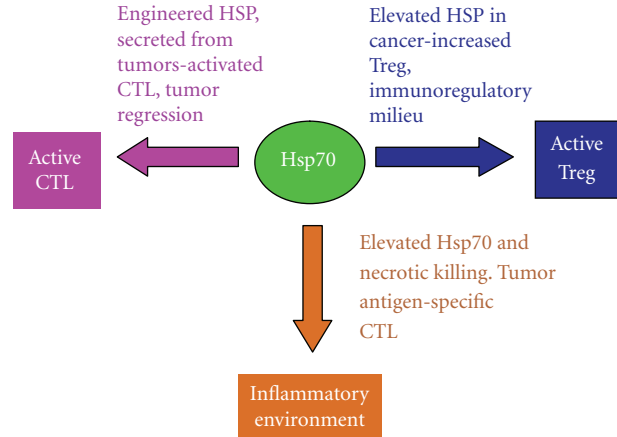 Engineered HSP,
secreted from
tumors-activated
CTL, tumor
regression
Elevated HSP in
cancer-increased
Treg,
immunoregulatory
milieu
Active
CTL
Hsp70
Active
Treg
Elevated Hsp70 and
necrotic killing. Tumor
antigen-specific
CTL
Inflammatory
environment